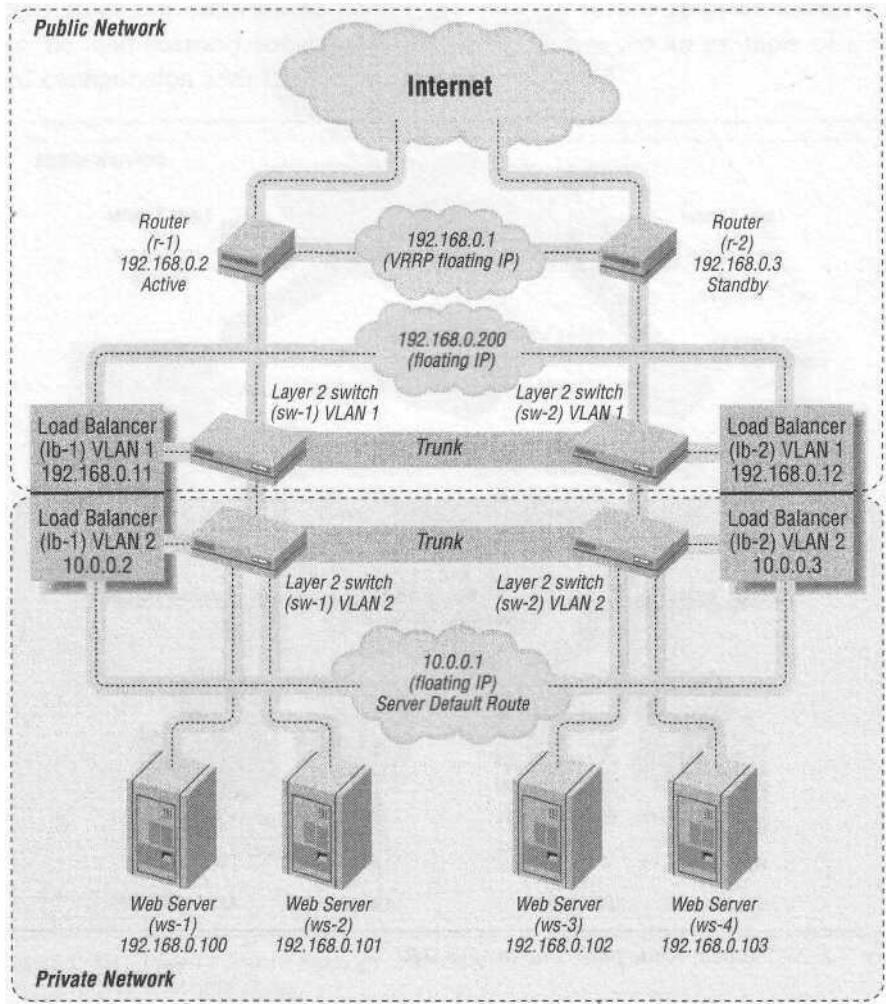 Public Network
Internet
Router
(r-1)
192.168.0.2
Active
192.168.0.1
(VRRP floating IP)
Router
(r-2)
192.168.0.3
Standby
192.168.0.200
(floating IP)
Layer 2 switch
(sw-1) VLAN 1
Layer 2 switch
(sw-2) VLAN 1
Load Balancer
(lb-1) VLAN 1
192.168.0.11
Trunk
Load Balancer
(lb-2) VLAN 1
192.168.0.12
Load Balancer
(lb-1) VLAN 2
10.0.0.2
Trunk
Load Balancer
(lb-2) VLAN 2
10.0.0.3
Layer 2 switch
(sw-1) VLAN 2
Layer 2 switch
(sw-2) VLAN 2
10.0.0.1
(floating IP)
Server Default Route
Web Server
(ws-1)
192.168.0.100
Web Server
(ws-2)
192.168.0.101
Web Server
(ws-3)
192.168.0.102
Web Server
(ws-4)
192.168.0.103
Private Network